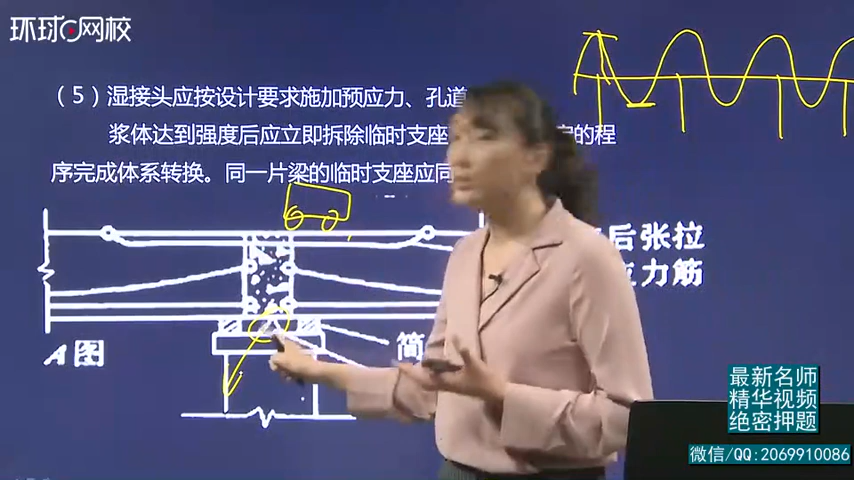 环球网校
（5）湿接头应按设计要求施加预应力、孔道
浆体达到强度后应立即拆除临时支座
的程
序完成体系转换。同一片梁的临时支座应同
后张拉
力筋
A图
简
最新名师
精华视频
绝密押题
微信/QQ:2069910086